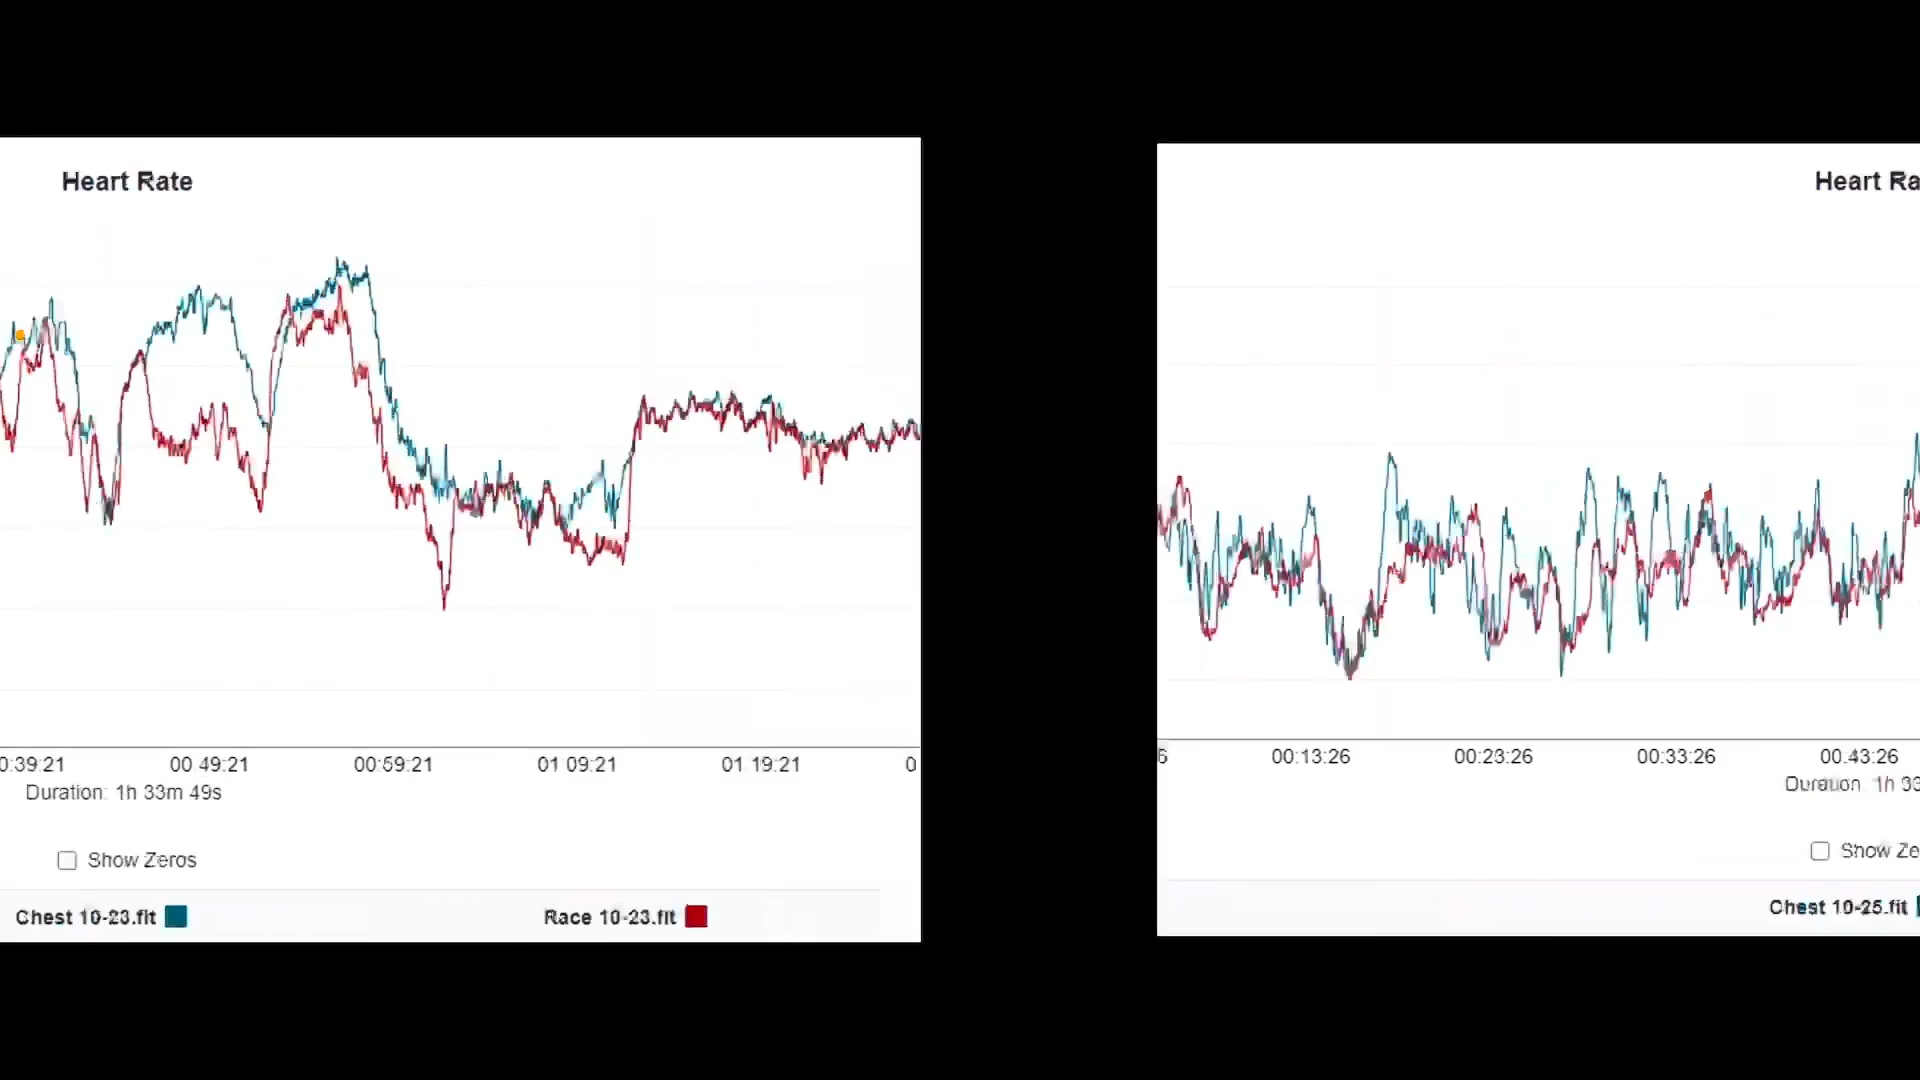 Heart Rate
0:39:21 00 49:21 00:59:21 01 09:21 01 19:21 0
Duration: 1h 33m 49s
Show Zeros
Chest 10-23.fit Race 10-23.fit
Heart Ra
6 00:13:26 00:23:26 00:33:26 00:43:26
Duration 1h 33
Show Ze
Chest 10-25.fit